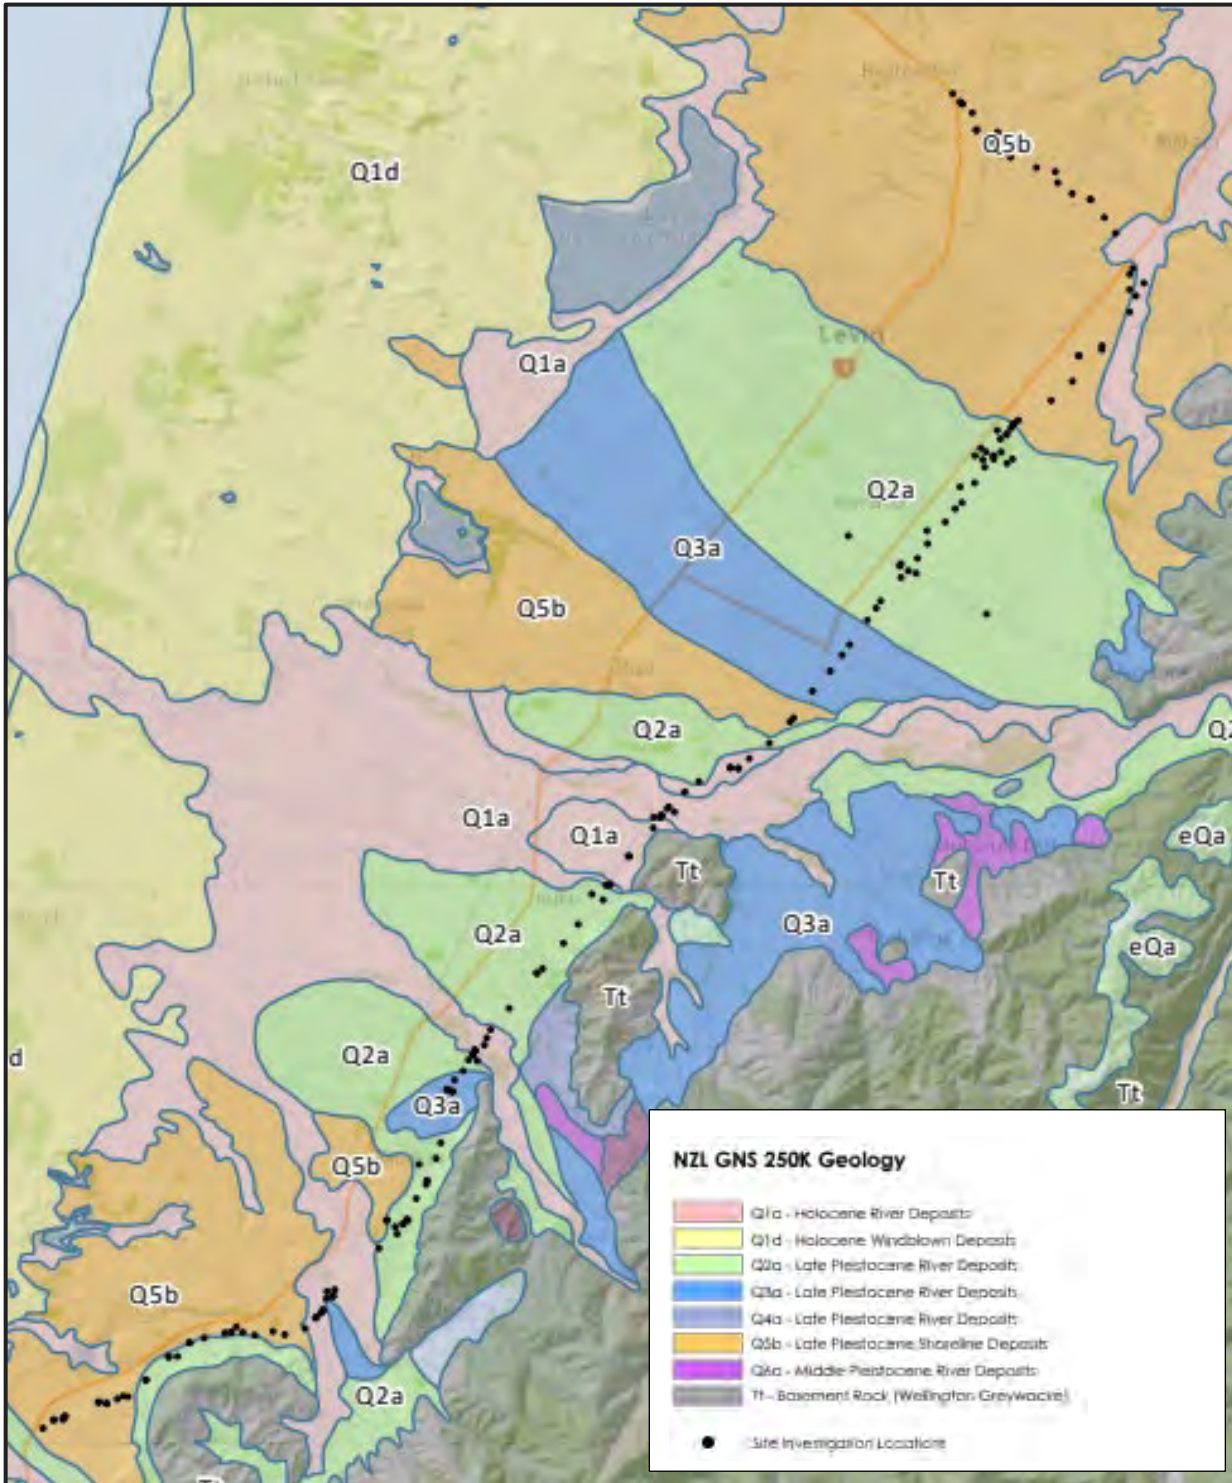 Q1d
Q5b
Q1a
Levin
Q2a
Q3a
Q5b
Q2a
Q2
Q1a
Q1a
Tt
eQa
Tt
Q2a
Q3a
eQa
Tt
Q2a
d
Q3a
Tt
Q5b
Q5b
Q2a
NZL GNS 250K Geology
Q1a - Holocene River Deposits
Q1d - Holocene Windblown Deposits
Q2a - Late Pleistocene River Deposits
Q3a - Late Pleistocene River Deposits
Q4a - Late Pleistocene River Deposits
Q5b - Late Pleistocene Shoreline Deposits
Q6a - Middle Pleistocene River Deposits
Tt - Basement Rock (Wellington Greywacke)
Site Investigation Locations